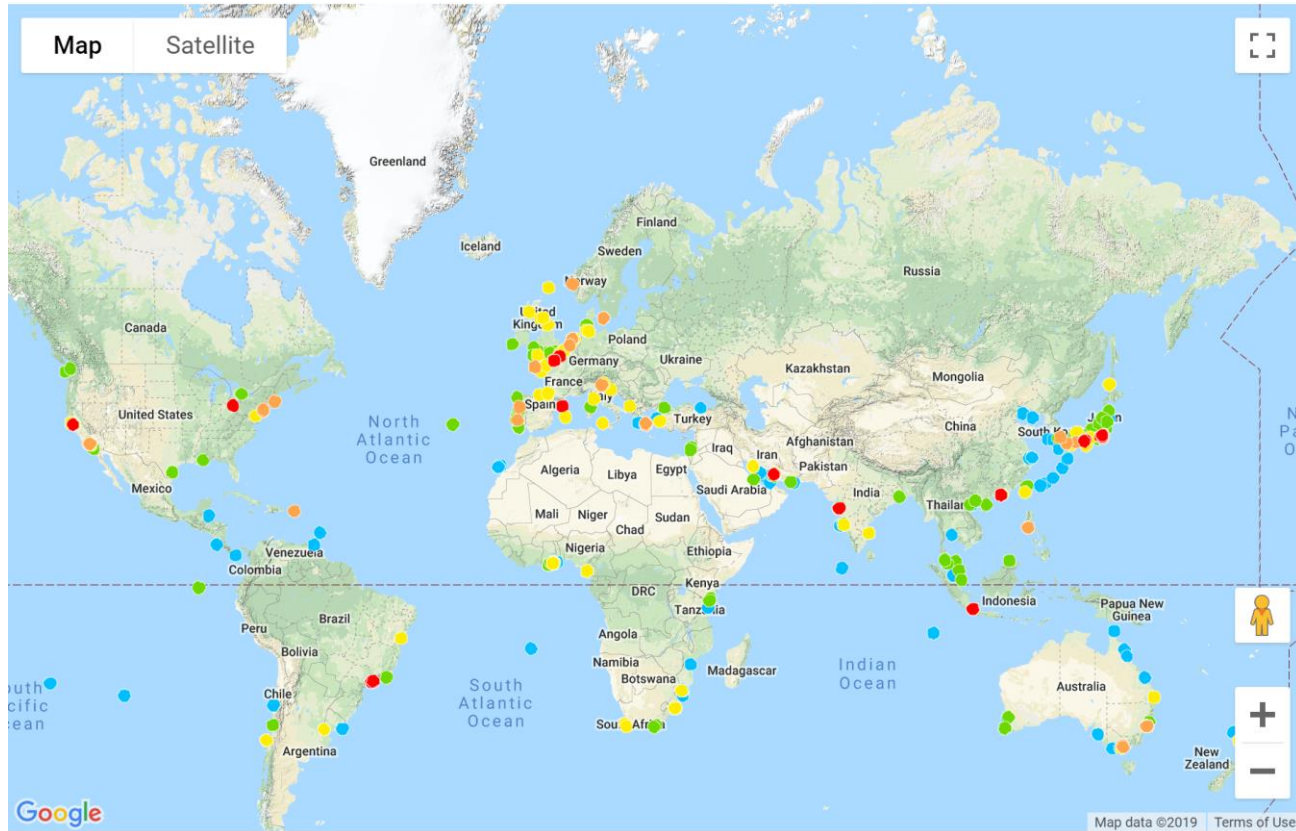 Map Satellite
Greenland
Iceland
Finland
Sweden
Norway
Russia
United
Kingdom
Canada
Poland
Germany
Ukraine
Kazakhstan
Mongolia
France
Spain
Italy
Turkey
United States
North
Atlantic
Ocean
China
South Ko
Japan
Afghanistan
Iraq
Iran
Pakistan
Algeria
Libya
Egypt
Saudi Arabia
Mexico
India
Thailand
Mali
Niger
Chad
Sudan
Nigeria
Ethiopia
Venezuela
Colombia
Kenya
DRC
Tanzania
Indonesia
Papua New
Guinea
Peru
Brazil
Angola
Bolivia
Namibia
Botswana
Madagascar
Indian
Ocean
Australia
South
Atlantic
Ocean
Chile
outh
cific
cean
South Africa
Argentina
New
Zealand
Google
Map data ©2019 Terms of Use